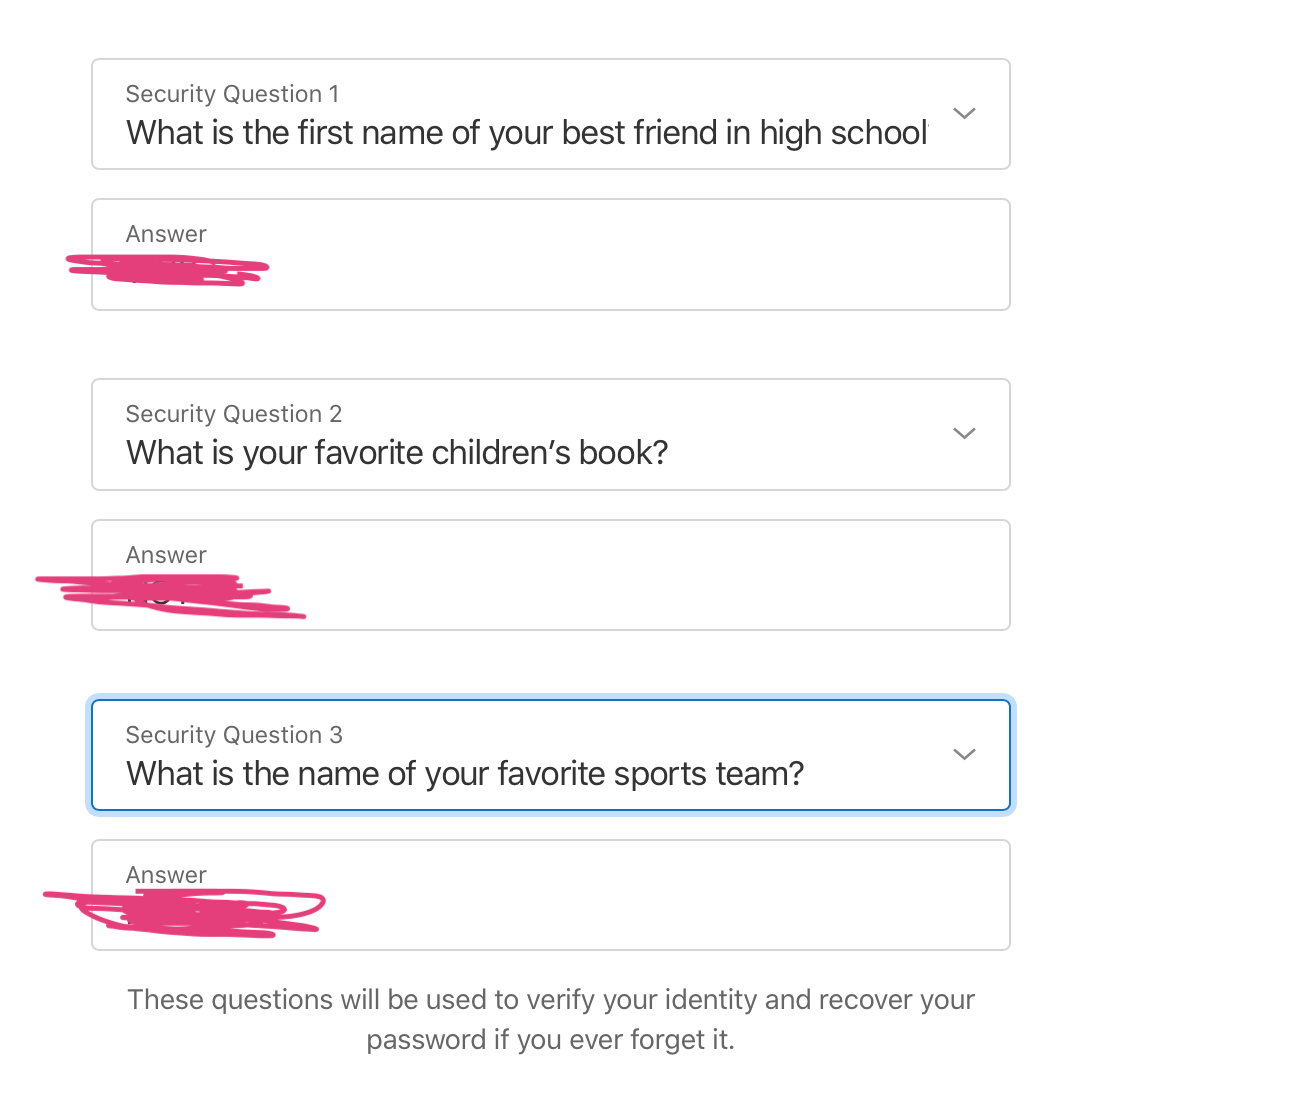 Security Question 1
What is the first name of your best friend in high school
Answer
Security Question 2
What is your favorite children’s book?
Answer
Security Question 3
What is the name of your favorite sports team?
Answer
These questions will be used to verify your identity and recover your
password if you ever forget it.